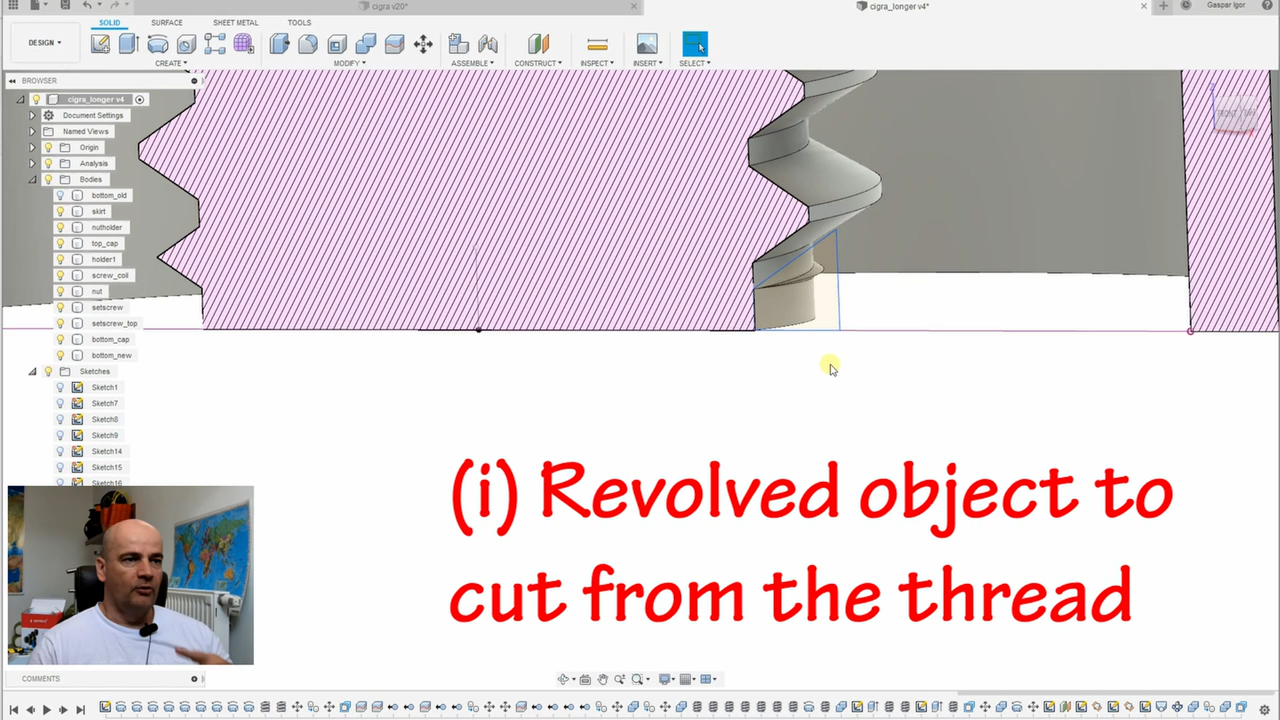 cigra v20*
cigra_longer v4*
Gaspar Igor
SOLID
SURFACE
SHEET METAL
TOOLS
DESIGN
CREATE
MODIFY
ASSEMBLE
CONSTRUCT
INSPECT
INSERT
SELECT
BROWSER
cigra_longer v4
Document Settings
Named Views
Origin
Analysis
Bodies
bottom_old
skirt
nutholder
top_cap
holder1
screw_coil
nut
setscrew
setscrew_top
bottom_cap
bottom_new
Sketches
Sketch1
Sketch7
Sketch8
Sketch9
Sketch14
Sketch15
Sketch16
FRONT
(i) Revolved object to
cut from the thread
COMMENTS